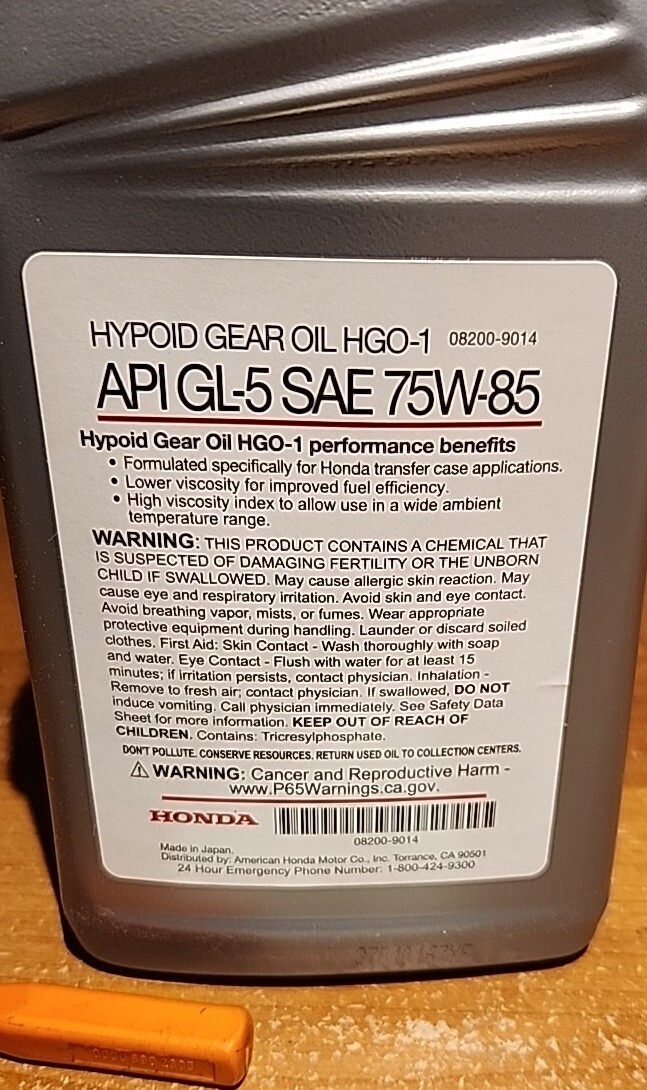 HYPOID GEAR OIL HGO-1 08200-9014
API GL-5 SAE 75W-85
Hypoid Gear Oil HGO-1 performance benefits
• Formulated specifically for Honda transfer case applications.
• Lower viscosity for improved fuel efficiency.
• High viscosity index to allow use in a wide ambient
temperature range.
WARNING: THIS PRODUCT CONTAINS A CHEMICAL THAT
IS SUSPECTED OF DAMAGING FERTILITY OR THE UNBORN
CHILD IF SWALLOWED. May cause allergic skin reaction. May
cause eye and respiratory irritation. Avoid skin and eye contact.
Avoid breathing vapor, mists, or fumes. Wear appropriate
protective equipment during handling. Launder or discard soiled
clothes. First Aid: Skin Contact - Wash thoroughly with soap
and water. Eye Contact - Flush with water for at least 15
minutes; if irritation persists, contact physician. Inhalation -
Remove to fresh air; contact physician. If swallowed, DO NOT
induce vomiting. Call physician immediately. See Safety Data
Sheet for more information. KEEP OUT OF REACH OF
CHILDREN. Contains: Tricresylphosphate.
DON'T POLLUTE. CONSERVE RESOURCES. RETURN USED OIL TO COLLECTION CENTERS.
⚠ WARNING: Cancer and Reproductive Harm -
www.P65Warnings.ca.gov.
HONDA
08200-9014
Made in Japan.
Distributed by: American Honda Motor Co., Inc. Torrance, CA 90501
24 Hour Emergency Phone Number: 1-800-424-9300